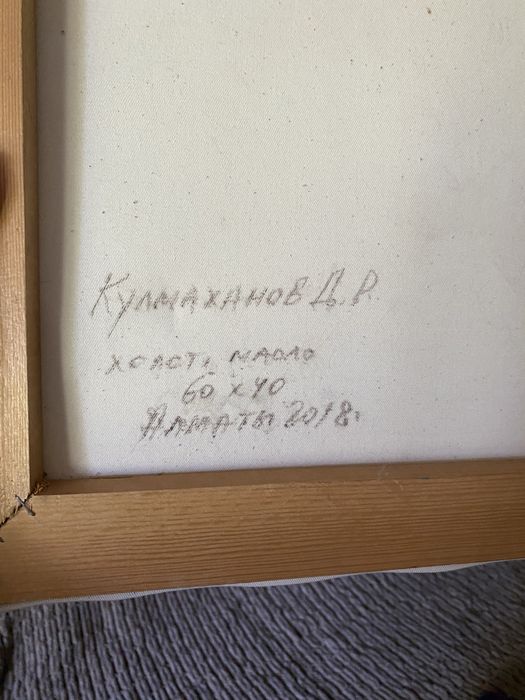 Кулмаханов Д.Р.
холст, масло
60 х 40
Алматы 2018г